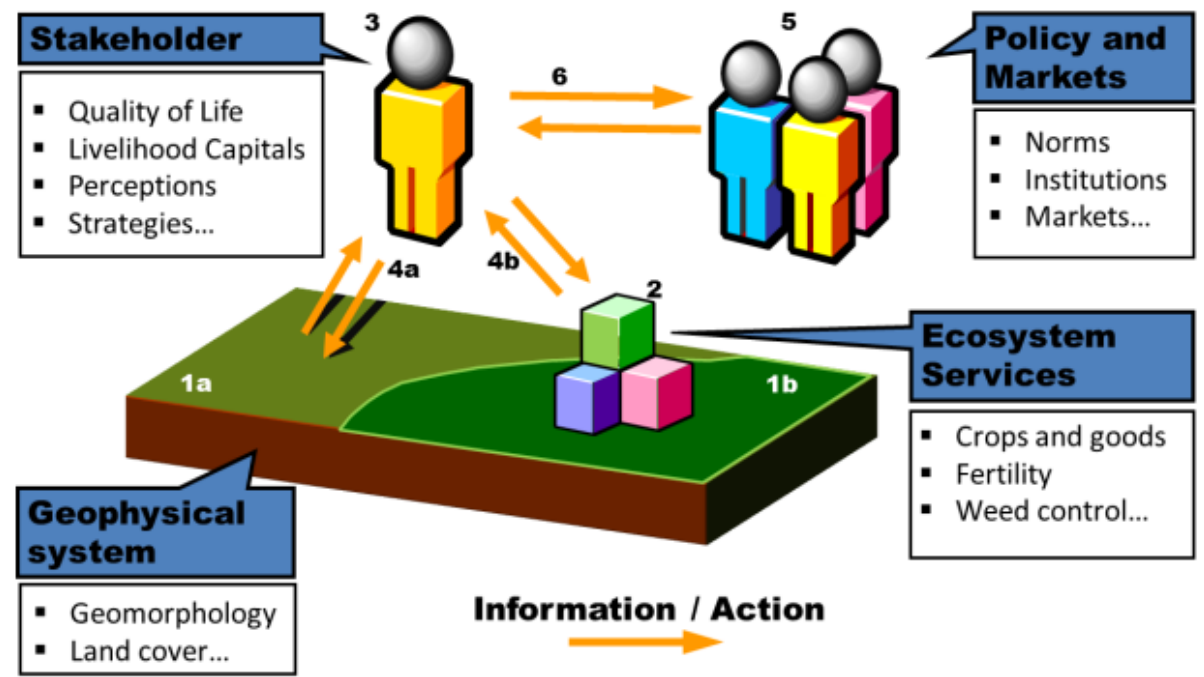 Stakeholder
▪ Quality of Life
▪ Livelihood Capitals
▪ Perceptions
▪ Strategies…
3
6
5
Policy and
Markets
▪ Norms
▪ Institutions
▪ Markets…
4a
4b
2
1a
1b
Ecosystem
Services
▪ Crops and goods
▪ Fertility
▪ Weed control…
Geophysical
system
▪ Geomorphology
▪ Land cover…
Information / Action